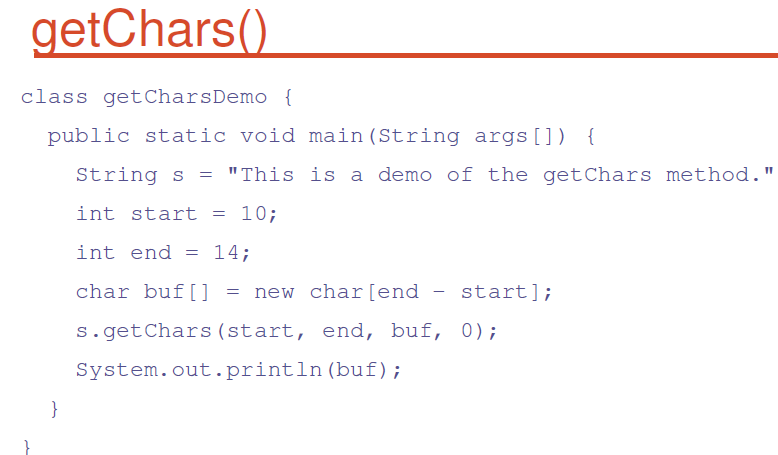 getChars()
class getCharsDemo {
public static void main(String args[]) {
String s = "This is a demo of the getChars method."
int start = 10;
int end = 14;
char buf[] = new char[end - start];
s.getChars(start, end, buf, 0);
System.out.println(buf);
}
}